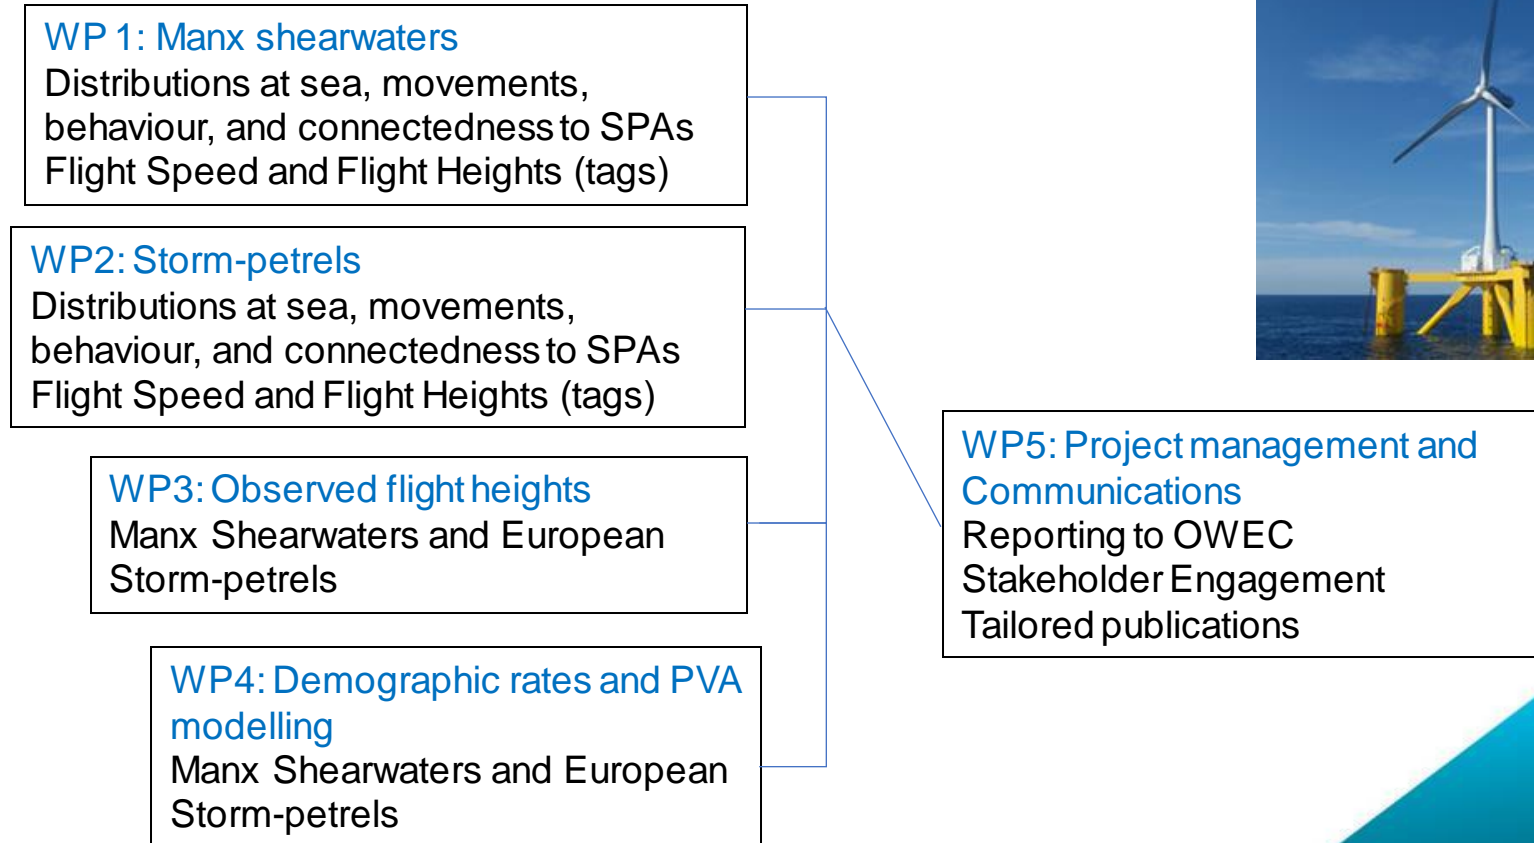 WP 1: Manx shearwaters
Distributions at sea, movements,
behaviour, and connectedness to SPAs
Flight Speed and Flight Heights (tags)
WP2: Storm-petrels
Distributions at sea, movements,
behaviour, and connectedness to SPAs
Flight Speed and Flight Heights (tags)
WP3: Observed flight heights
Manx Shearwaters and European
Storm-petrels
WP4: Demographic rates and PVA
modelling
Manx Shearwaters and European
Storm-petrels
WP5: Project management and
Communications
Reporting to OWEC
Stakeholder Engagement
Tailored publications